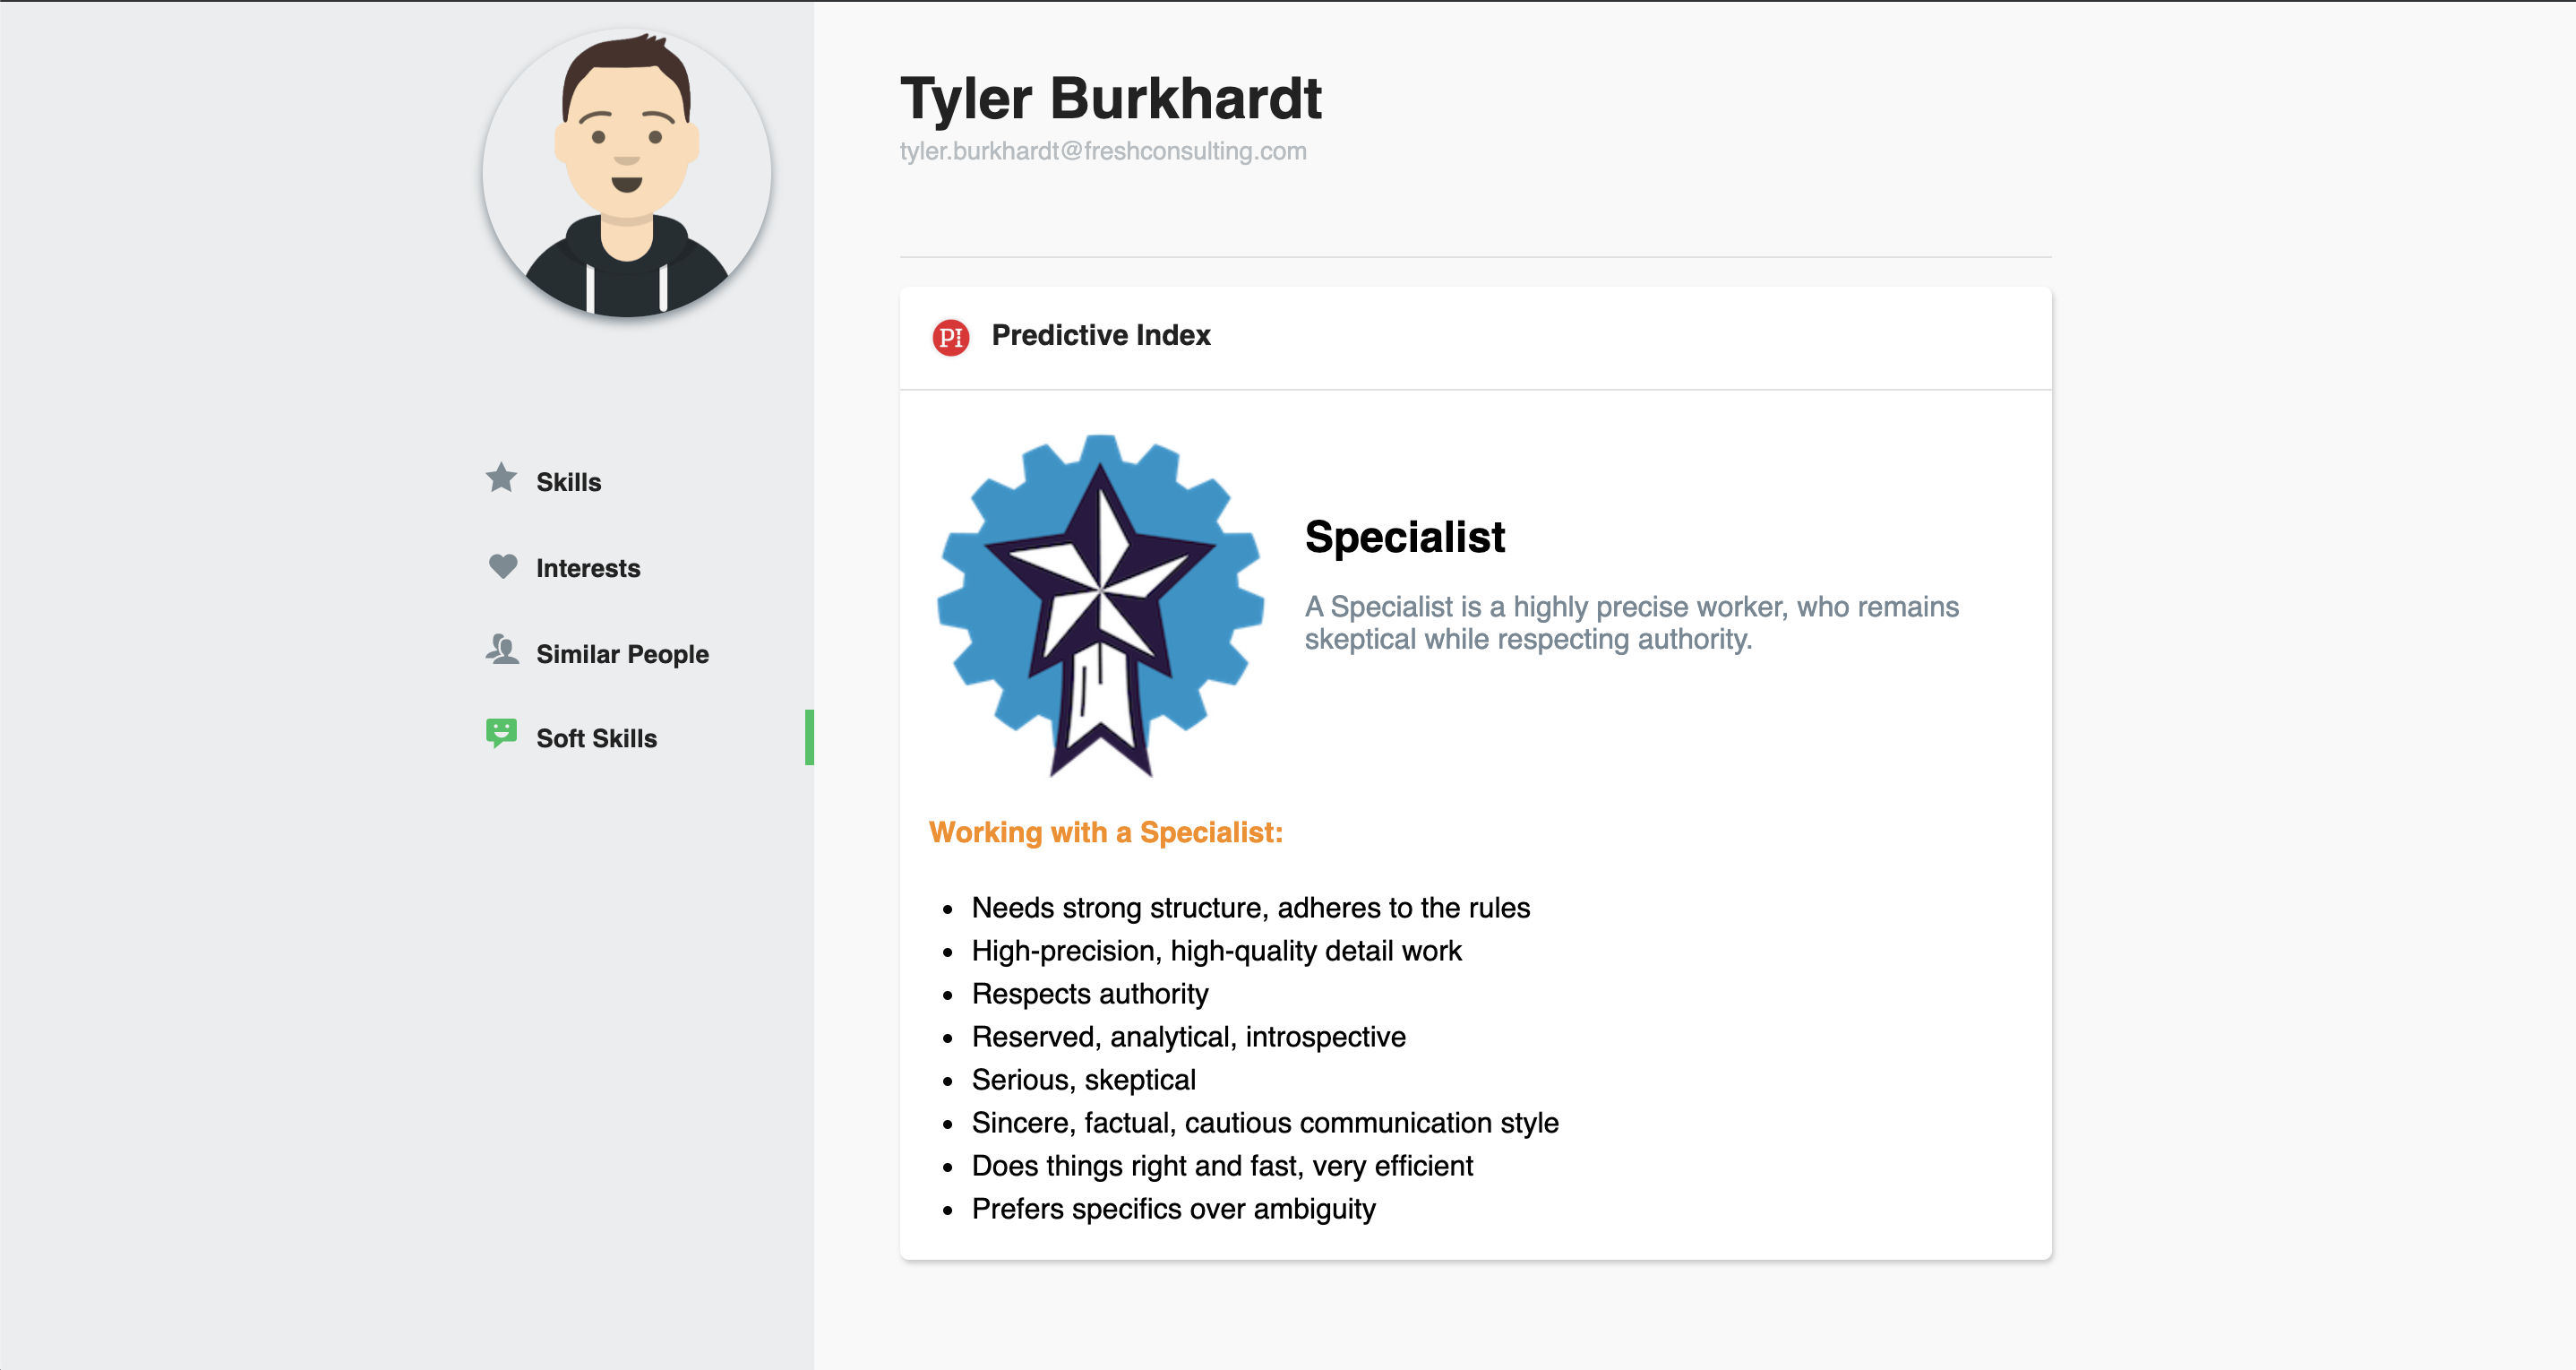 Tyler Burkhardt
tyler.burkhardt@freshconsulting.com
Skills
Interests
Similar People
Soft Skills
PI Predictive Index
Specialist
A Specialist is a highly precise worker, who remains
skeptical while respecting authority.
Working with a Specialist:
• Needs strong structure, adheres to the rules
• High-precision, high-quality detail work
• Respects authority
• Reserved, analytical, introspective
• Serious, skeptical
• Sincere, factual, cautious communication style
• Does things right and fast, very efficient
• Prefers specifics over ambiguity